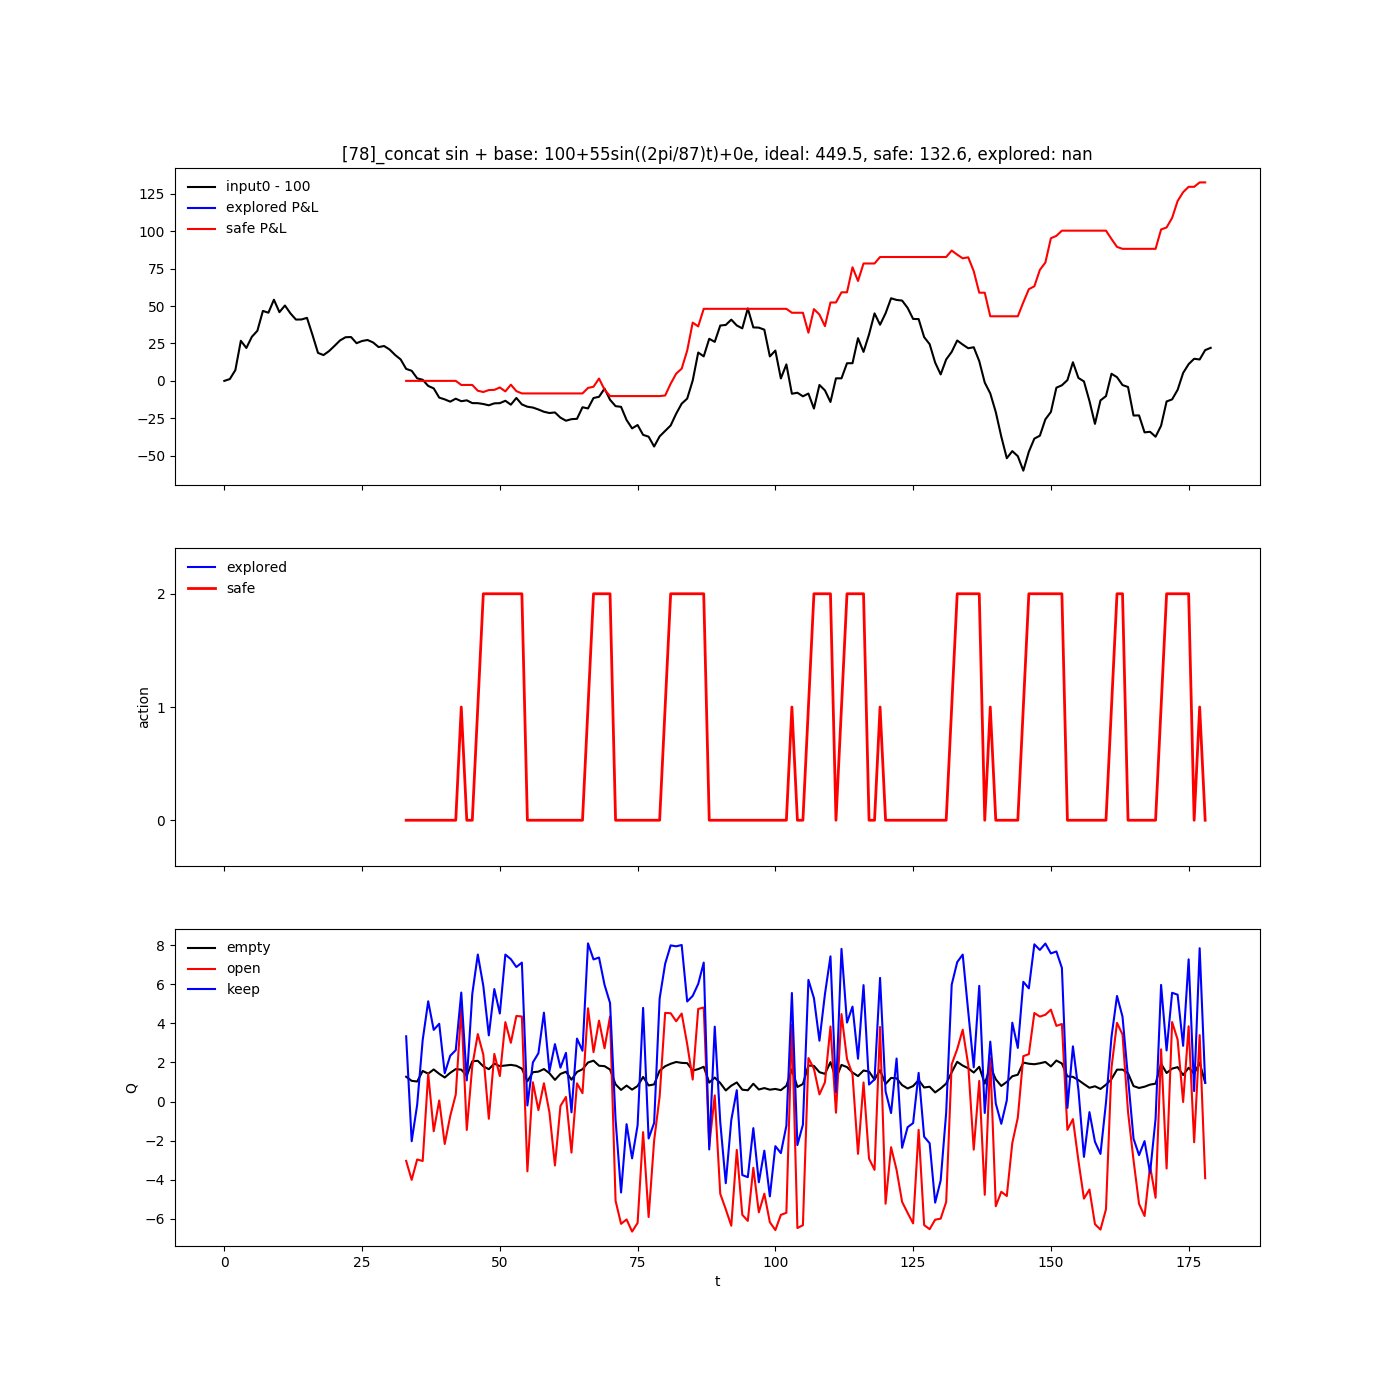 [78]_concat sin + base: 100+55sin((2pi/87)t)+0e, ideal: 449.5, safe: 132.6, explored: nan
input0 - 100
explored P&L
safe P&L
125
100
75
50
25
0
−25
−50
explored
safe
2
1
0
action
empty
open
keep
8
6
4
2
0
−2
−4
−6
Q
0 25 50 75 100 125 150 175
t